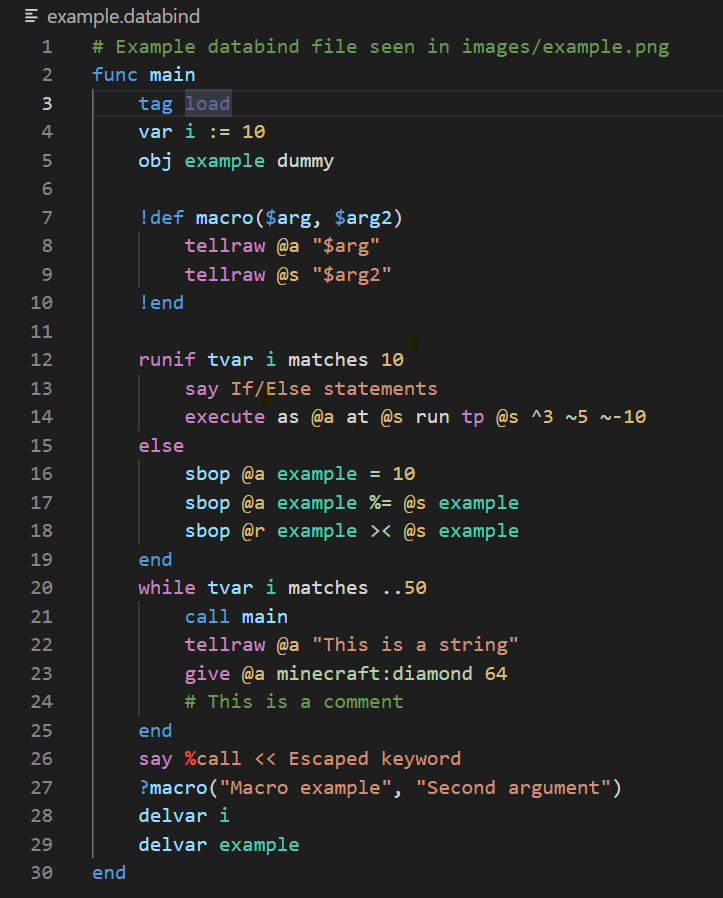 example.databind
1 # Example databind file seen in images/example.png
2 func main
3     tag load
4     var i := 10
5     obj example dummy
6
7     !def macro($arg, $arg2)
8         tellraw @a "$arg"
9         tellraw @s "$arg2"
10     !end
11
12     runif tvar i matches 10
13         say If/Else statements
14         execute as @a at @s run tp @s ^3 ~5 ~-10
15     else
16         sbop @a example = 10
17         sbop @a example %= @s example
18         sbop @r example >< @s example
19     end
20     while tvar i matches ..50
21         call main
22         tellraw @a "This is a string"
23         give @a minecraft:diamond 64
24         # This is a comment
25     end
26     say %call << Escaped keyword
27     ?macro("Macro example", "Second argument")
28     delvar i
29     delvar example
30 end